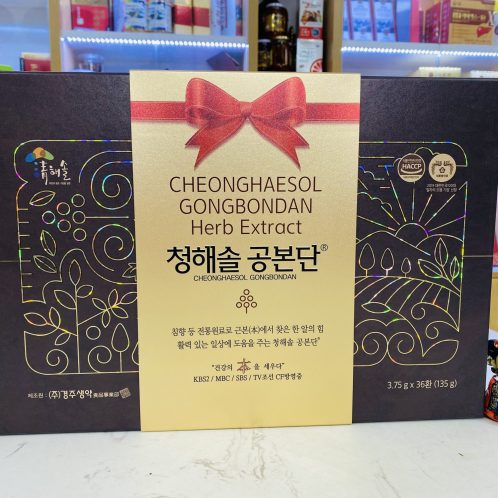 淸해솔
CHEONGHAESOL
GONGBONDAN
Herb Extract
청해솔 공본단®
CHEONGHAESOL GONGBONDAN
침향 등 전통원료로 근본(本)에서 찾은 한 알의 힘
활력 있는 일상에 도움을 주는 청해솔 공본단®
"건강의 本을 세우다"
KBS2 / MBC / SBS / TV조선 CF방영중
HACCP
제조원 : (주)경주생약
3.75 g x 36환 (135 g)